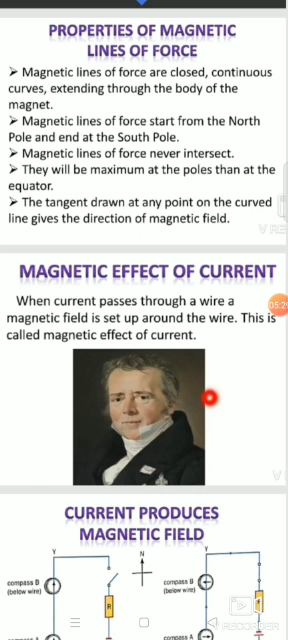 PROPERTIES OF MAGNETIC
LINES OF FORCE
➤ Magnetic lines of force are closed, continuous
curves, extending through the body of the
magnet.
➤ Magnetic lines of force start from the North
Pole and end at the South Pole.
➤ Magnetic lines of force never intersect.
➤ They will be maximum at the poles than at the
equator.
➤ The tangent drawn at any point on the curved
line gives the direction of magnetic field.
V RE
MAGNETIC EFFECT OF CURRENT
When current passes through a wire a
magnetic field is set up around the wire. This is
called magnetic effect of current.
05:29
V
CURRENT PRODUCES
MAGNETIC FIELD
Y
N
Y
compass B
(below wire)
compass B
(below wire)
R
RECORDER
compass A